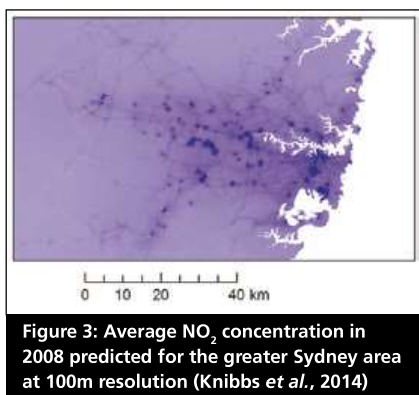 0 10 20 40 km
Figure 3: Average NO₂ concentration in
2008 predicted for the greater Sydney area
at 100m resolution (Knibbs et al., 2014)